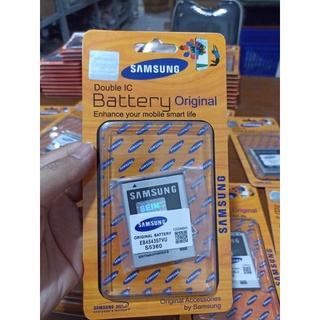 SAMSUNG
Double IC
Battery Original
Enhance your mobile smart life
SAMSUNG
SEIN
SAMSUNG
ORIGINAL BATTERY
EB454357VU
S5360
Original Accessories
by Samsung